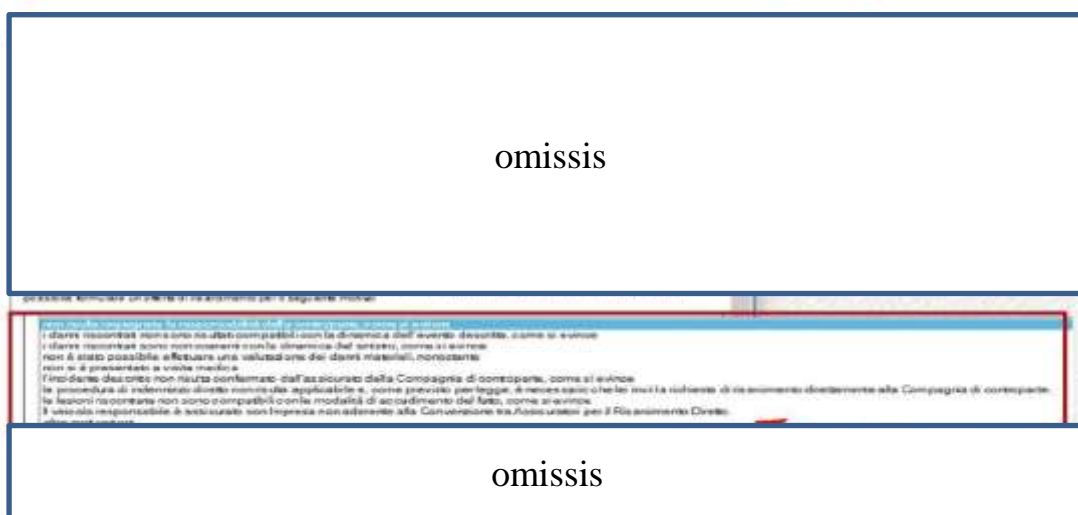 omissis
possibile formulare un'offerta di risarcimento per il seguente motivo:
non risulta impegnata la responsabilità della controparte, come si evince
i danni riscontrati non sono risultati compatibili con la dinamica dell'evento descritta, come si evince
i danni riscontrati sono non coerenti con la dinamica del sinistro, come si evince
non è stato possibile effettuare una valutazione dei danni materiali, nonostante
non si è presentato a visita medica
l'incidente descritto non risulta confermato dall'assicurato della Compagnia di controparte, come si evince
la procedura di indennizzo diretto non risulta applicabile e, come previsto per legge, è necessario che lei invii la richiesta di risarcimento direttamente alla Compagnia di controparte.
le lesioni riscontrate non sono compatibili con le modalità di accadimento del fatto, come si evince
Il veicolo responsabile è assicurato con Impresa non aderente alla Convenzione tra Assicuratori per il Risarcimento Diretto.
omissis